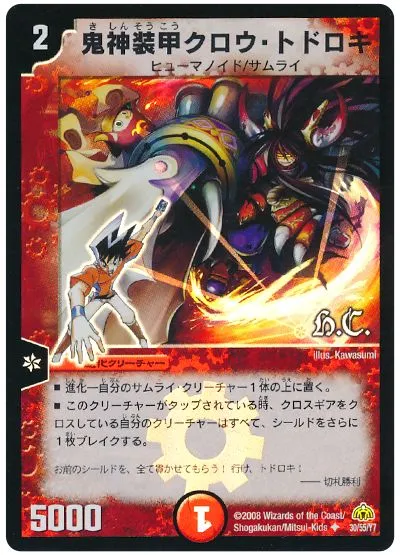 2
きしんそうこう
鬼神装甲クロウ・トドロキ
ヒューマノイド/サムライ
H.C.
illus. Kawasumi
進化クリーチャー
■ 進化―自分のサムライ・クリーチャー1体の上に置く。
■ このクリーチャーがタップされている時、クロスギアを
クロスしている自分のクリーチャーはすべて、シールドをさらに
1枚ブレイクする。
お前のシールドを、全て砕かせてもらう! 行け、トドロキ!
―― 切札勝利
5000
1
©2008 Wizards of the Coast/
Shogakukan/Mitsui-Kids
30/55/Y7